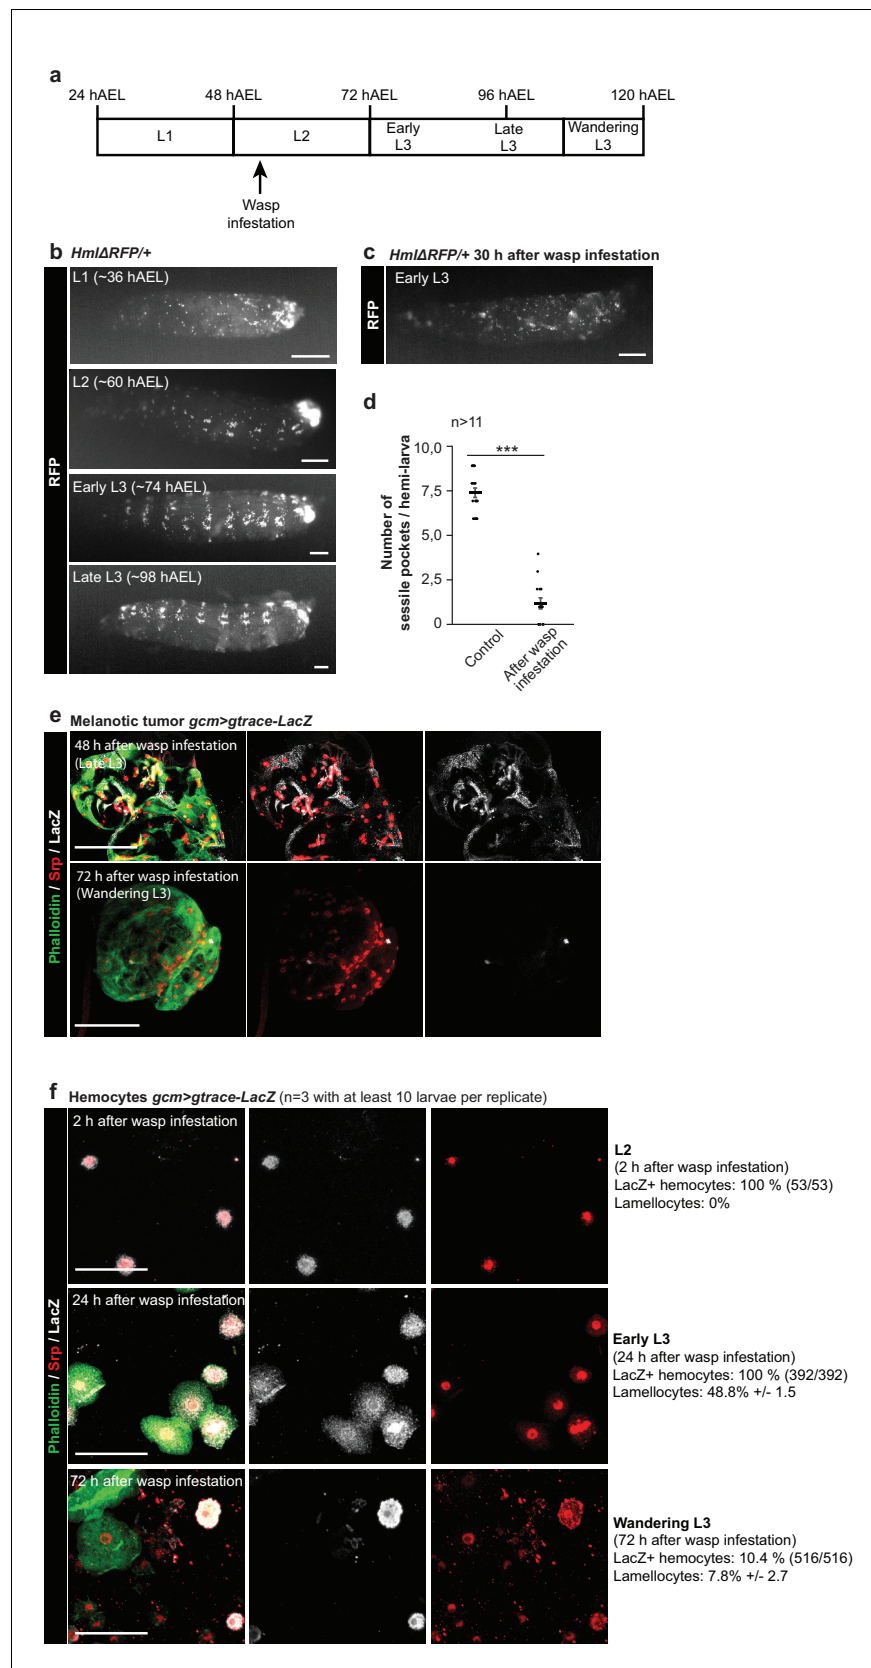 a
24 hAEL 48 hAEL 72 hAEL 96 hAEL 120 hAEL
L1 L2 Early L3 Late L3 Wandering L3
Wasp
infestation
b HmlΔRFP/+
RFP
L1 (~36 hAEL)
L2 (~60 hAEL)
Early L3 (~74 hAEL)
Late L3 (~98 hAEL)
c HmlΔRFP/+ 30 h after wasp infestation
RFP
Early L3
d
n>11
***
Number of
sessile pockets / hemi-larva
10,0
7,5
5,0
2,5
0
Control
After wasp
infestation
e Melanotic tumor gcm>gtrace-LacZ
Phalloidin / Srp / LacZ
48 h after wasp infestation
(Late L3)
72 h after wasp infestation
(Wandering L3)
f Hemocytes gcm>gtrace-LacZ (n=3 with at least 10 larvae per replicate)
Phalloidin / Srp / LacZ
2 h after wasp infestation
L2
(2 h after wasp infestation)
LacZ+ hemocytes: 100 % (53/53)
Lamellocytes: 0%
24 h after wasp infestation
Early L3
(24 h after wasp infestation)
LacZ+ hemocytes: 100 % (392/392)
Lamellocytes: 48.8% +/- 1.5
72 h after wasp infestation
Wandering L3
(72 h after wasp infestation)
LacZ+ hemocytes: 10.4 % (516/516)
Lamellocytes: 7.8% +/- 2.7